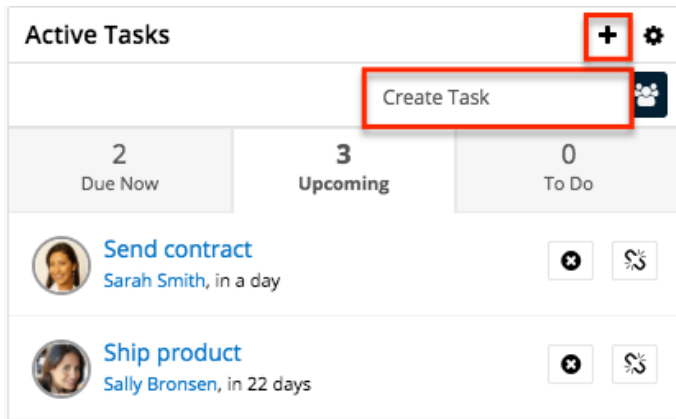 Active Tasks
Create Task
2 3 0
Due Now Upcoming To Do
Send contract
Sarah Smith, in a day
Ship product
Sally Bronsen, in 22 days